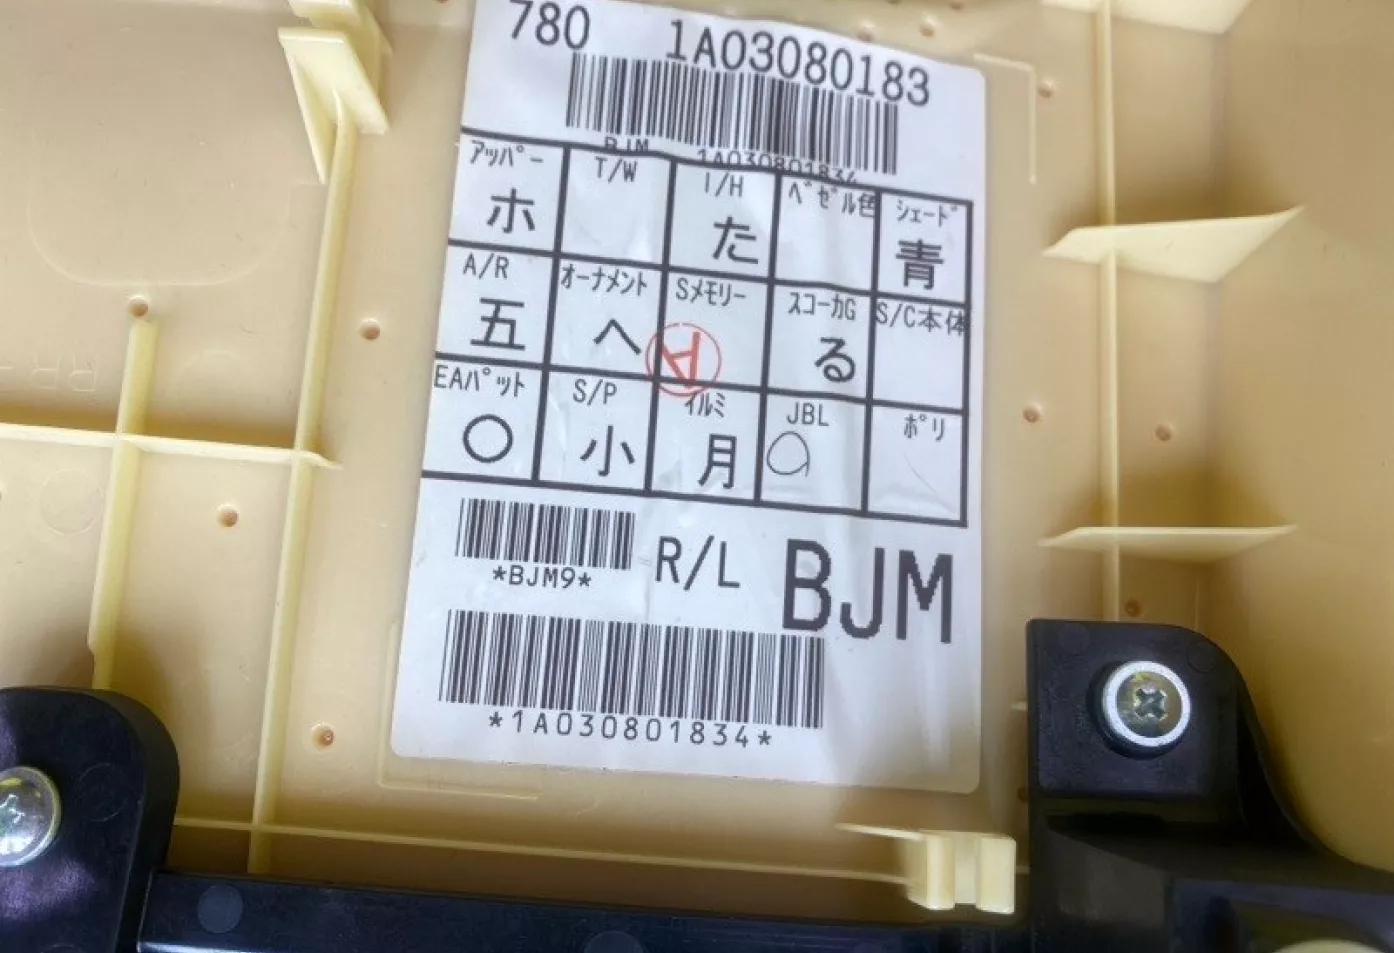 780 1A03080183
BJM 1A030801834
アッパー T/W I/H ベゼル色 シェード
ホ た 青
A/R オーナメント Sメモリー スコーカG S/C本体
五 へ A る
EAパット S/P イルミ JBL ポリ
〇 小 月
R/L BJM
*BJM9*
*1A030801834*